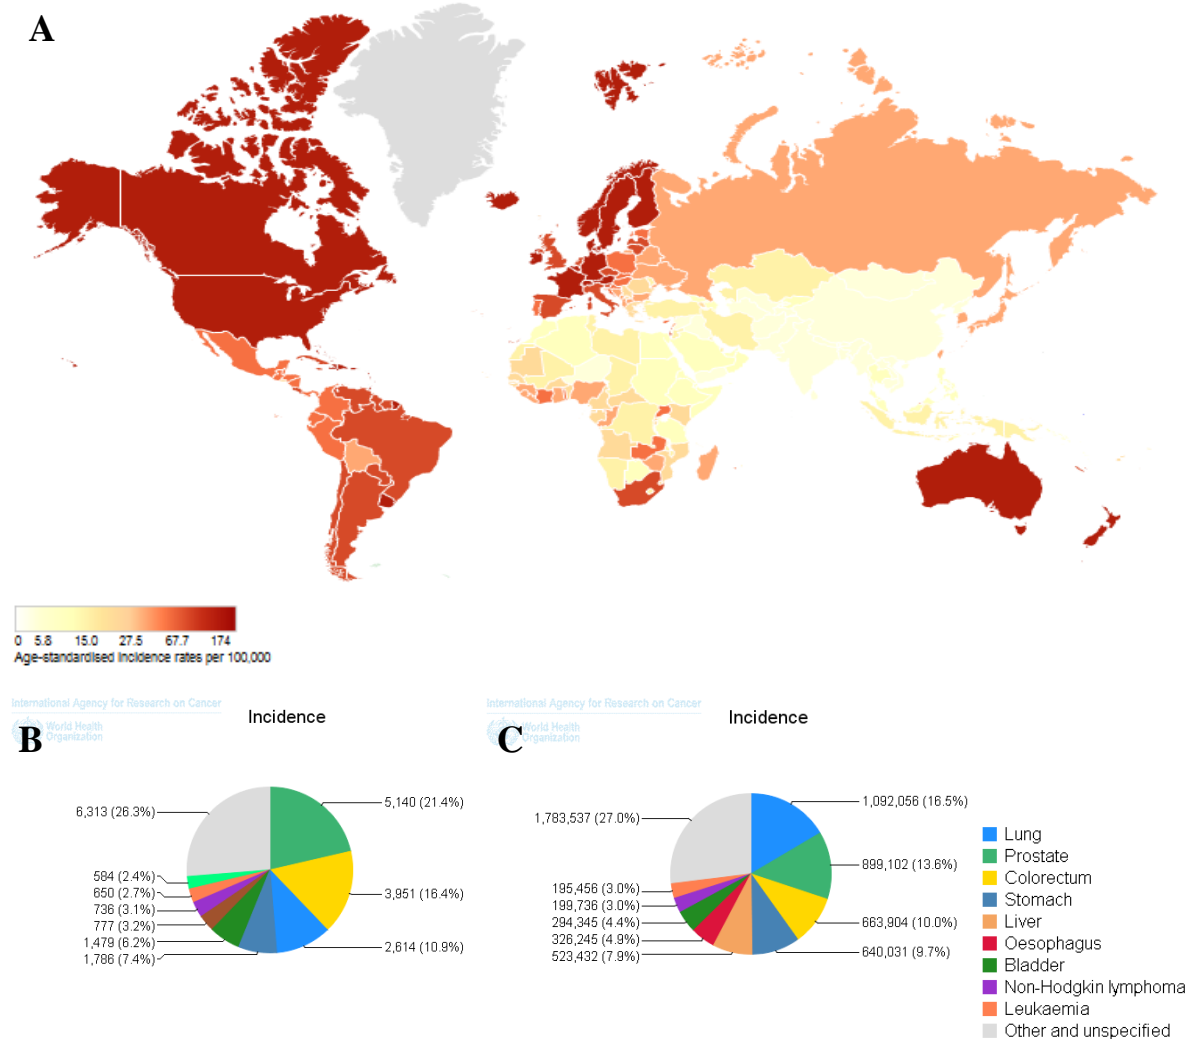 A
0 5.8 15.0 27.5 67.7 174
Age-standardised incidence rates per 100,000
International Agency for Research on Cancer
World Health
Organization
B
Incidence
6,313 (26.3%)
584 (2.4%)
650 (2.7%)
736 (3.1%)
777 (3.2%)
1,479 (6.2%)
1,786 (7.4%)
5,140 (21.4%)
3,951 (16.4%)
2,614 (10.9%)
International Agency for Research on Cancer
World Health
Organization
C
Incidence
1,783,537 (27.0%)
195,456 (3.0%)
199,736 (3.0%)
294,345 (4.4%)
326,245 (4.9%)
523,432 (7.9%)
1,092,056 (16.5%)
899,102 (13.6%)
663,904 (10.0%)
640,031 (9.7%)
Lung
Prostate
Colorectum
Stomach
Liver
Oesophagus
Bladder
Non-Hodgkin lymphoma
Leukaemia
Other and unspecified